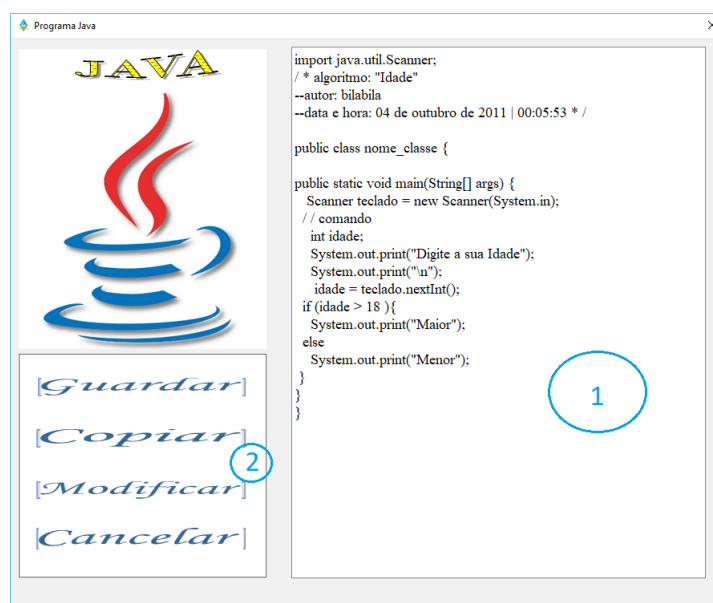 Programa Java
JAVA
import java.util.Scanner;
/ * algoritmo: "Idade"
--autor: bilabila
--data e hora: 04 de outubro de 2011 | 00:05:53 * /
public class nome_classe {
public static void main(String[] args) {
Scanner teclado = new Scanner(System.in);
/ / comando
int idade;
System.out.print("Digite a sua Idade");
System.out.print("\n");
idade = teclado.nextInt();
if (idade > 18 ){
System.out.print("Maior");
else
System.out.print("Menor");
}
}
}
1
[Guardar]
[Copiar]
2
[Modificar]
[Cancelar]